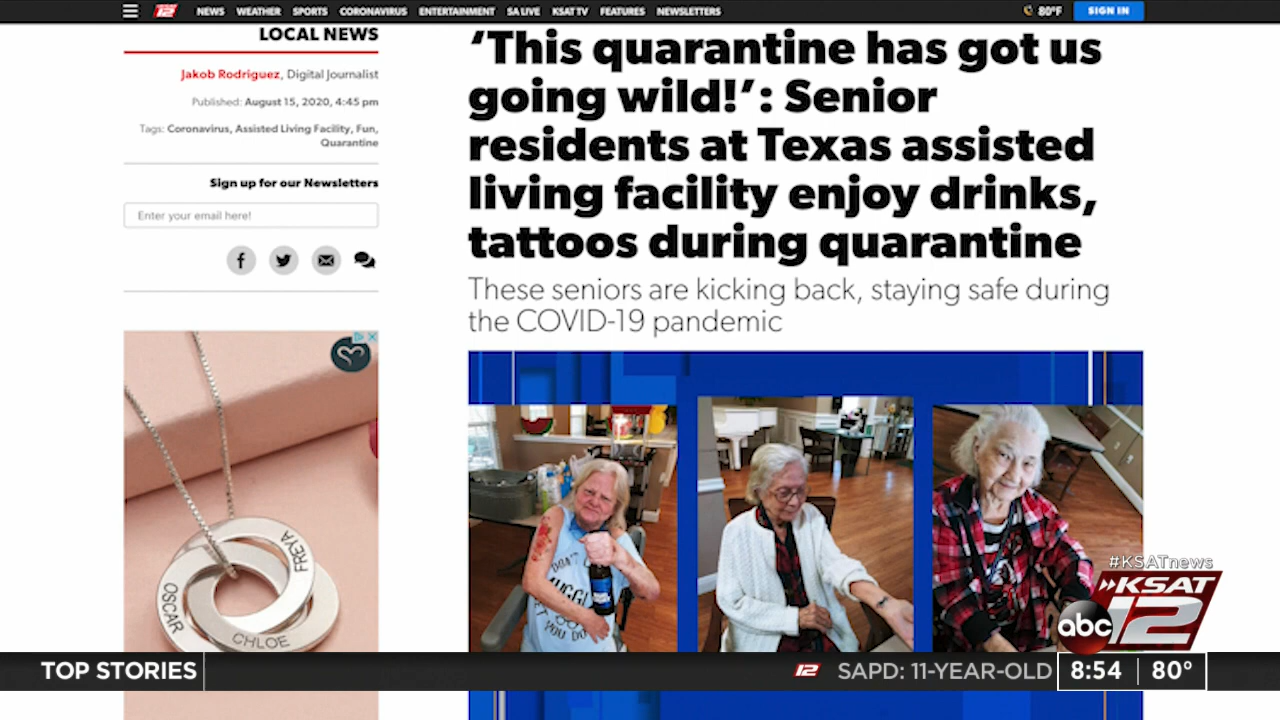 12
NEWS WEATHER SPORTS CORONAVIRUS ENTERTAINMENT SA LIVE KSAT TV FEATURES NEWSLETTERS
80°F
SIGN IN
LOCAL NEWS
Jakob Rodriguez, Digital Journalist
Published: August 15, 2020, 4:45 pm
Tags: Coronavirus, Assisted Living Facility, Fun,
Quarantine
Sign up for our Newsletters
Enter your email here!
‘This quarantine has got us
going wild!’: Senior
residents at Texas assisted
living facility enjoy drinks,
tattoos during quarantine
These seniors are kicking back, staying safe during
the COVID-19 pandemic
OSCAR
FREYA
CHLOE
DON'T
YOU DO
#KSATnews
KSAT
abc 12
TOP STORIES
12 SAPD: 11-YEAR-OLD
8:54 80°